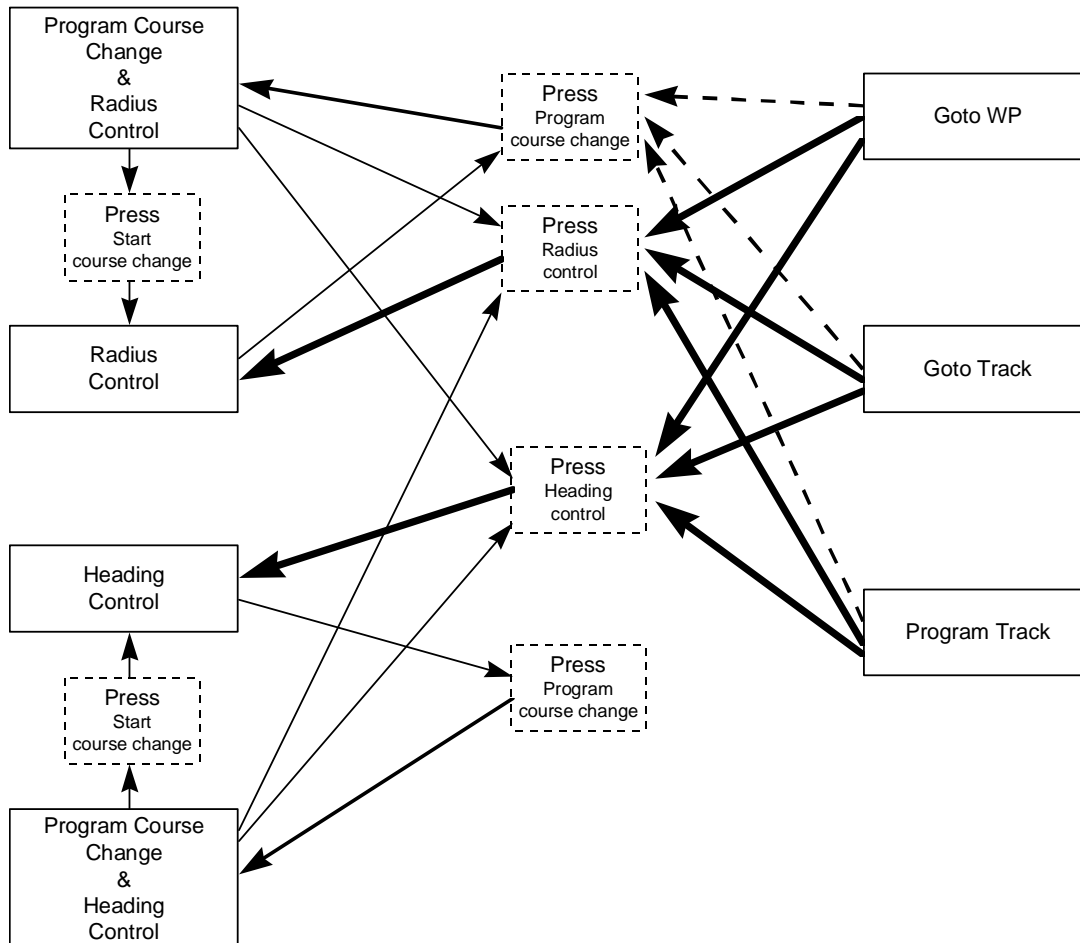 Program Course
Change
&
Radius
Control
Press
Program
course change
Goto WP
Press
Start
course change
Press
Radius
control
Radius
Control
Goto Track
Press
Heading
control
Heading
Control
Program Track
Press
Program
course change
Press
Start
course change
Program Course
Change
&
Heading
Control